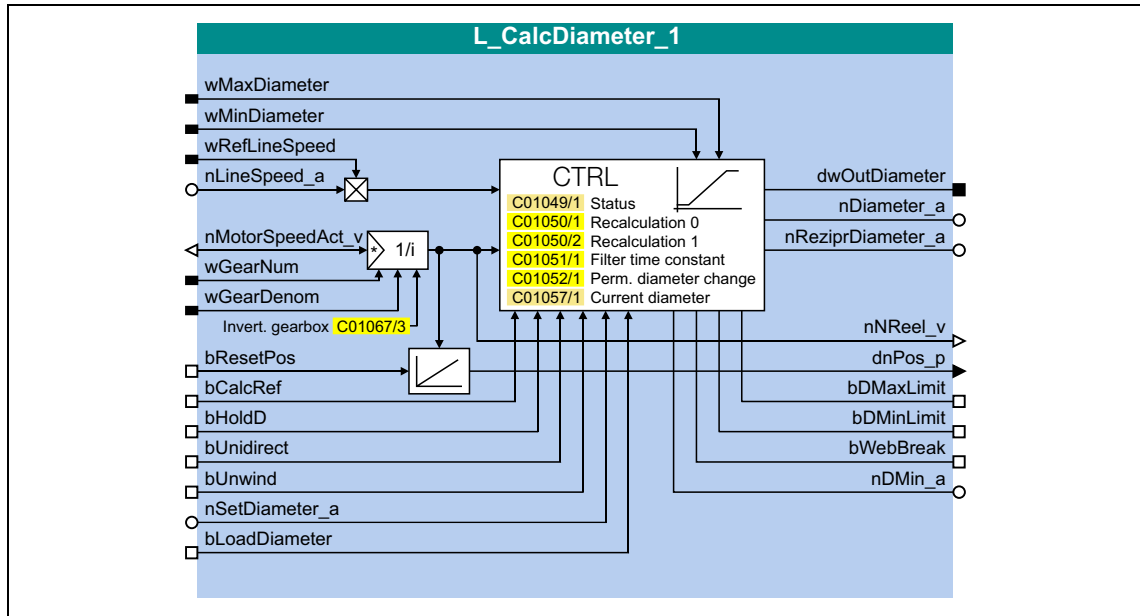 L_CalcDiameter_1
wMaxDiameter
wMinDiameter
wRefLineSpeed
nLineSpeed_a
nMotorSpeedAct_v
wGearNum
wGearDenom
Invert. gearbox C01067/3
* 1/i
bResetPos
bCalcRef
bHoldD
bUnidirect
bUnwind
nSetDiameter_a
bLoadDiameter
CTRL
C01049/1 Status
C01050/1 Recalculation 0
C01050/2 Recalculation 1
C01051/1 Filter time constant
C01052/1 Perm. diameter change
C01057/1 Current diameter
dwOutDiameter
nDiameter_a
nReziprDiameter_a
nNReel_v
dnPos_p
bDMaxLimit
bDMinLimit
bWebBreak
nDMin_a